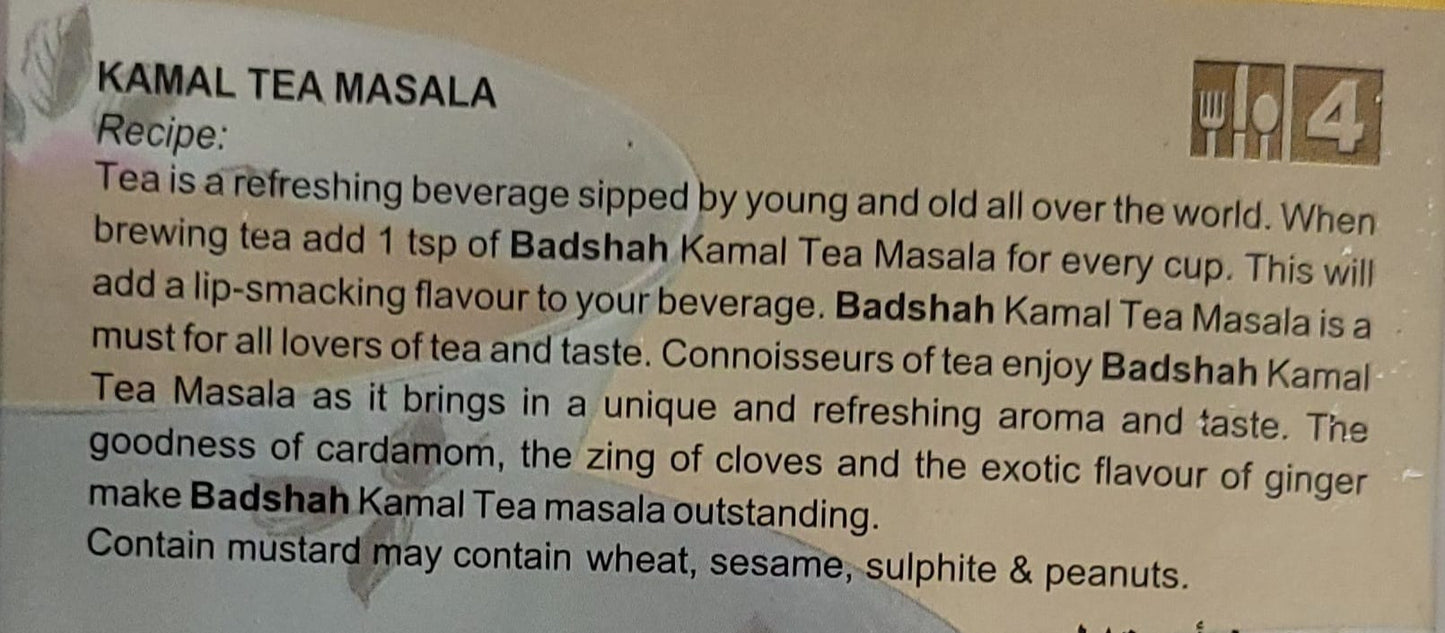 KAMAL TEA MASALA
4
Recipe:
Tea is a refreshing beverage sipped by young and old all over the world. When
brewing tea add 1 tsp of Badshah Kamal Tea Masala for every cup. This will
add a lip-smacking flavour to your beverage. Badshah Kamal Tea Masala is a
must for all lovers of tea and taste. Connoisseurs of tea enjoy Badshah Kamal
Tea Masala as it brings in a unique and refreshing aroma and taste. The
goodness of cardamom, the zing of cloves and the exotic flavour of ginger
make Badshah Kamal Tea masala outstanding.
Contain mustard may contain wheat, sesame, sulphite & peanuts.